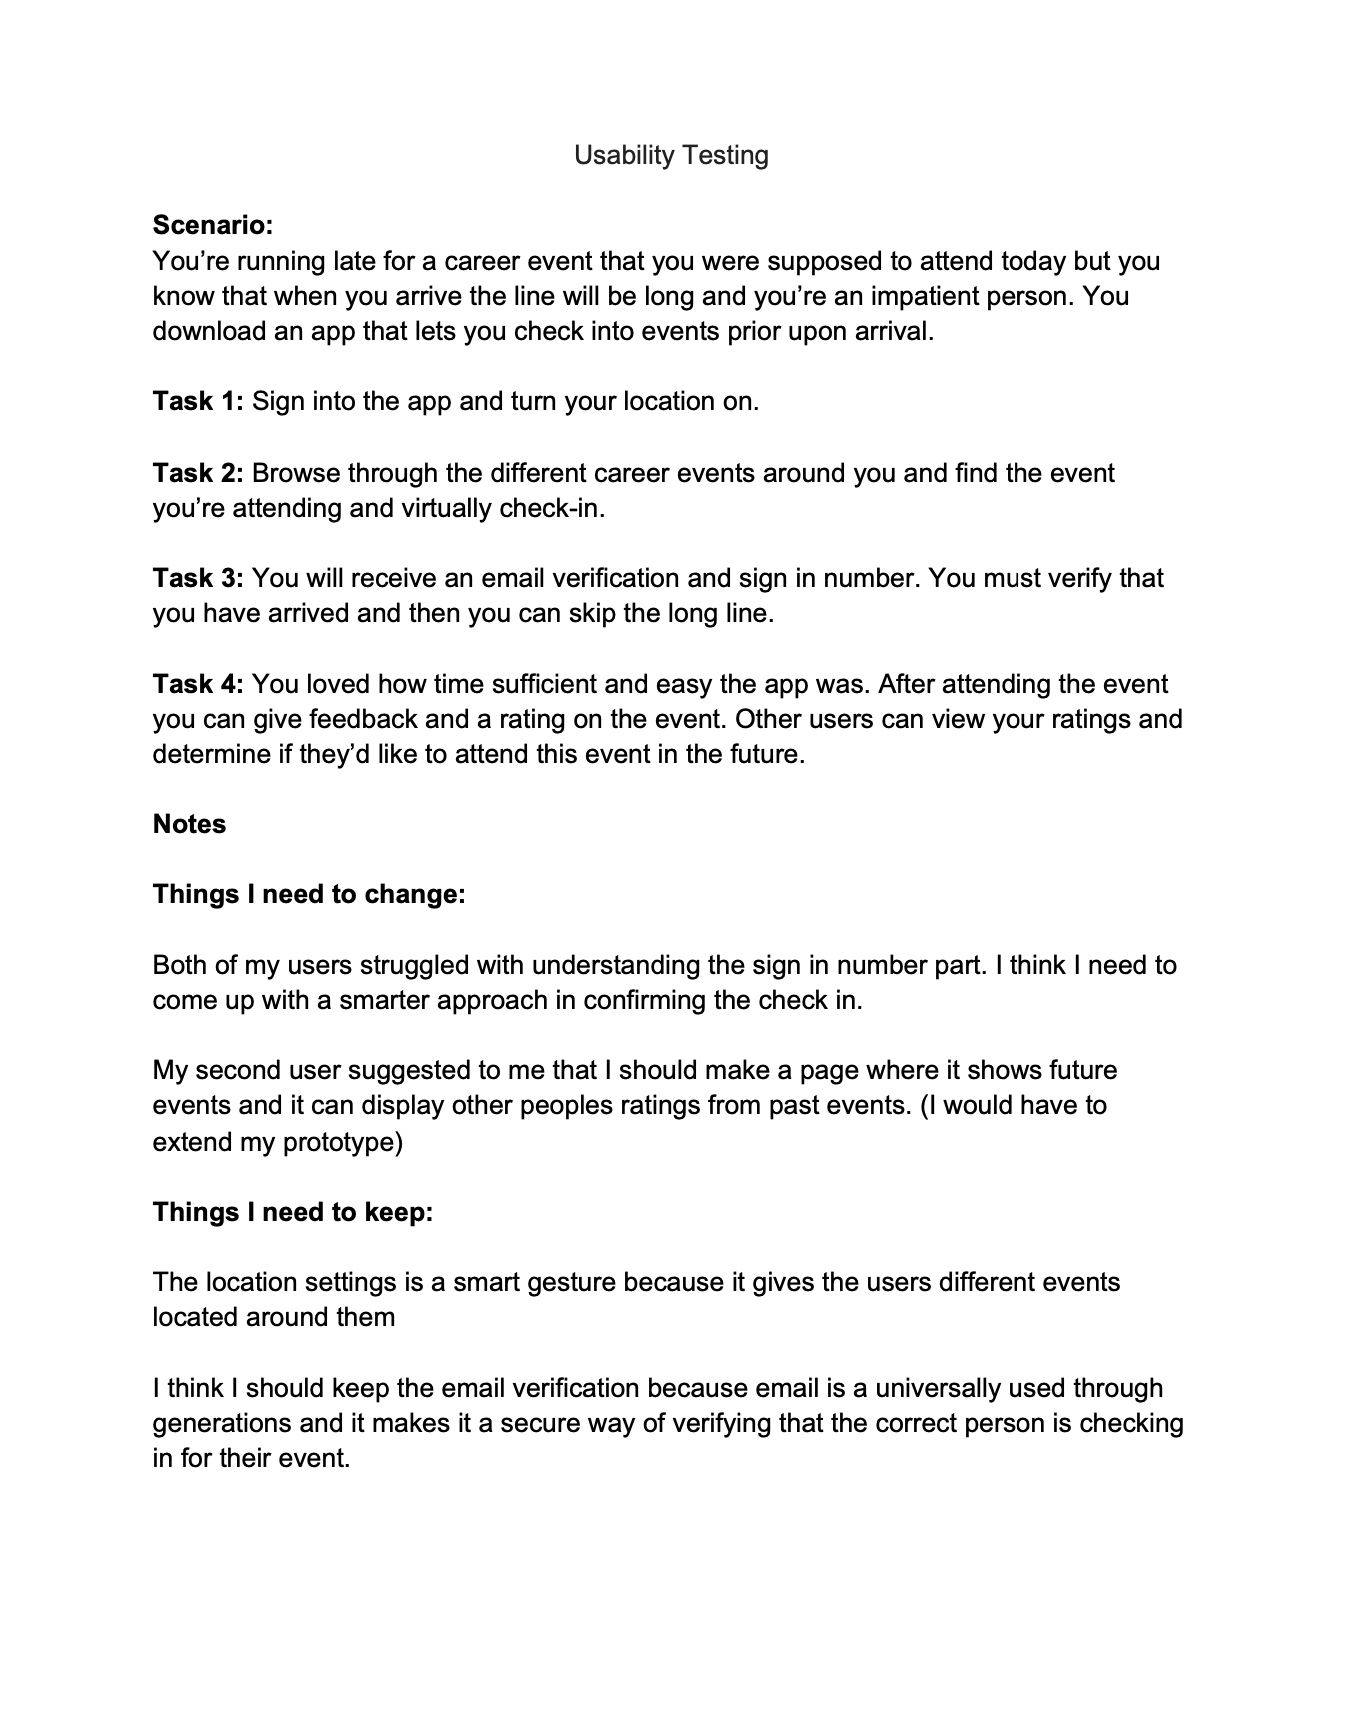 Usability Testing
Scenario:
You’re running late for a career event that you were supposed to attend today but you
know that when you arrive the line will be long and you’re an impatient person. You
download an app that lets you check into events prior upon arrival.
Task 1: Sign into the app and turn your location on.
Task 2: Browse through the different career events around you and find the event
you’re attending and virtually check-in.
Task 3: You will receive an email verification and sign in number. You must verify that
you have arrived and then you can skip the long line.
Task 4: You loved how time sufficient and easy the app was. After attending the event
you can give feedback and a rating on the event. Other users can view your ratings and
determine if they’d like to attend this event in the future.
Notes
Things I need to change:
Both of my users struggled with understanding the sign in number part. I think I need to
come up with a smarter approach in confirming the check in.
My second user suggested to me that I should make a page where it shows future
events and it can display other peoples ratings from past events. (I would have to
extend my prototype)
Things I need to keep:
The location settings is a smart gesture because it gives the users different events
located around them
I think I should keep the email verification because email is a universally used through
generations and it makes it a secure way of verifying that the correct person is checking
in for their event.